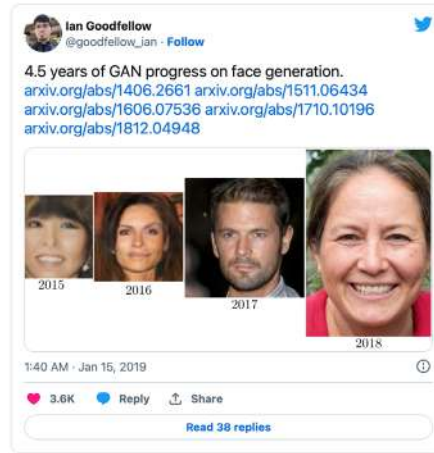 Ian Goodfellow
@goodfellow_ian · Follow
4.5 years of GAN progress on face generation.
arxiv.org/abs/1406.2661 arxiv.org/abs/1511.06434
arxiv.org/abs/1606.07536 arxiv.org/abs/1710.10196
arxiv.org/abs/1812.04948
2015
2016
2017
2018
1:40 AM · Jan 15, 2019
3.6K Reply Share
Read 38 replies